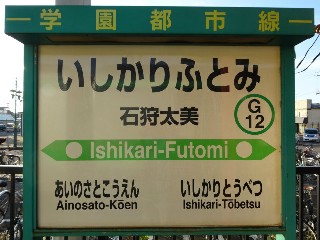 学園都市線
いしかりふとみ
石狩太美
G
12
Ishikari-Futomi
あいのさとこうえん いしかりとうべつ
Ainosato-Kōen Ishikari-Tōbetsu